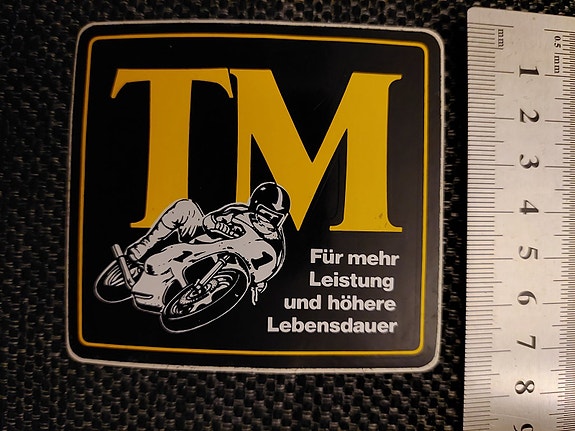 TM
Für mehr
Leistung
und höhere
Lebensdauer
mm
0,5/mm
1
2
3
4
5
6
7
8
9